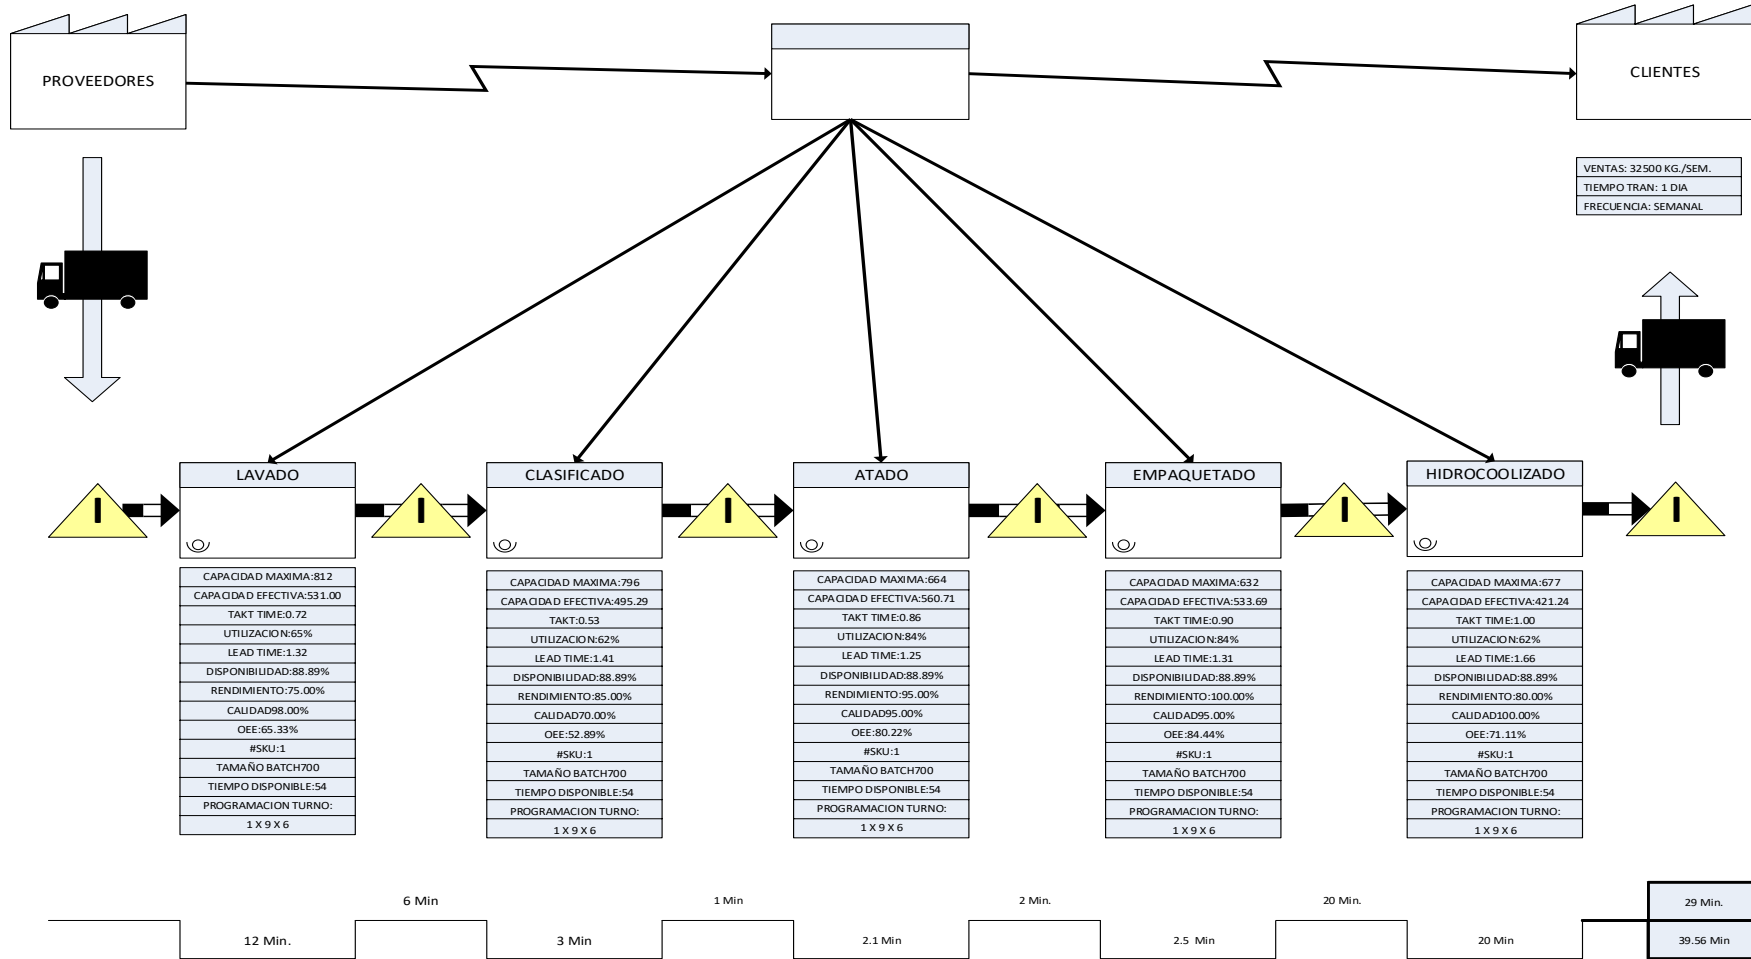 PROVEEDORES
CLIENTES
VENTAS: 32500 KG./SEM.
TIEMPO TRAN: 1 DIA
FRECUENCIA: SEMANAL
LAVADO
CAPACIDAD MAXIMA:812
CAPACIDAD EFECTIVA:531.00
TAKT TIME:0.72
UTILIZACION:65%
LEAD TIME:1.32
DISPONIBILIDAD:88.89%
RENDIMIENTO:75.00%
CALIDAD98.00%
OEE:65.33%
#SKU:1
TAMAÑO BATCH700
TIEMPO DISPONIBLE:54
PROGRAMACION TURNO:
1 X 9 X 6
CLASIFICADO
CAPACIDAD MAXIMA:796
CAPACIDAD EFECTIVA:495.29
TAKT:0.53
UTILIZACION:62%
LEAD TIME:1.41
DISPONIBILIDAD:88.89%
RENDIMIENTO:85.00%
CALIDAD70.00%
OEE:52.89%
#SKU:1
TAMAÑO BATCH700
TIEMPO DISPONIBLE:54
PROGRAMACION TURNO:
1 X 9 X 6
ATADO
CAPACIDAD MAXIMA:664
CAPACIDAD EFECTIVA:560.71
TAKT TIME:0.86
UTILIZACION:84%
LEAD TIME:1.25
DISPONIBILIDAD:88.89%
RENDIMIENTO:95.00%
CALIDAD95.00%
OEE:80.22%
#SKU:1
TAMAÑO BATCH700
TIEMPO DISPONIBLE:54
PROGRAMACION TURNO:
1 X 9 X 6
EMPAQUETADO
CAPACIDAD MAXIMA:632
CAPACIDAD EFECTIVA:533.69
TAKT TIME:0.90
UTILIZACION:84%
LEAD TIME:1.31
DISPONIBILIDAD:88.89%
RENDIMIENTO:100.00%
CALIDAD95.00%
OEE:84.44%
#SKU:1
TAMAÑO BATCH700
TIEMPO DISPONIBLE:54
PROGRAMACION TURNO:
1 X 9 X 6
HIDROCOOLIZADO
CAPACIDAD MAXIMA:677
CAPACIDAD EFECTIVA:421.24
TAKT TIME:1.00
UTILIZACION:62%
LEAD TIME:1.66
DISPONIBILIDAD:88.89%
RENDIMIENTO:80.00%
CALIDAD100.00%
OEE:71.11%
#SKU:1
TAMAÑO BATCH700
TIEMPO DISPONIBLE:54
PROGRAMACION TURNO:
1 X 9 X 6
I
I
I
I
I
I
6 Min
1 Min
2 Min.
20 Min.
29 Min.
12 Min.
3 Min
2.1 Min
2.5 Min
20 Min
39.56 Min